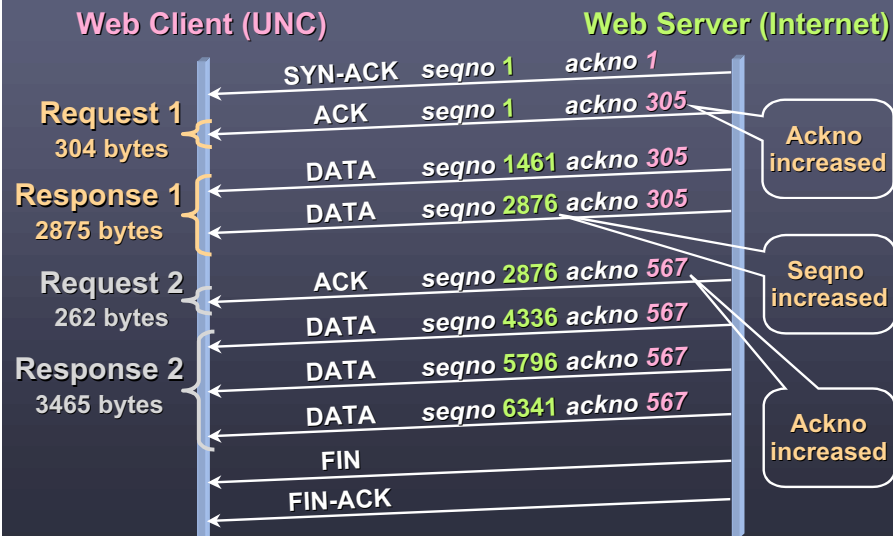 Web Client (UNC)
Web Server (Internet)
SYN-ACK seqno 1 ackno 1
Request 1
304 bytes
ACK seqno 1 ackno 305
Ackno
increased
DATA seqno 1461 ackno 305
Response 1
2875 bytes
DATA seqno 2876 ackno 305
Seqno
increased
Request 2
262 bytes
ACK seqno 2876 ackno 567
DATA seqno 4336 ackno 567
Response 2
3465 bytes
DATA seqno 5796 ackno 567
DATA seqno 6341 ackno 567
Ackno
increased
FIN
FIN-ACK